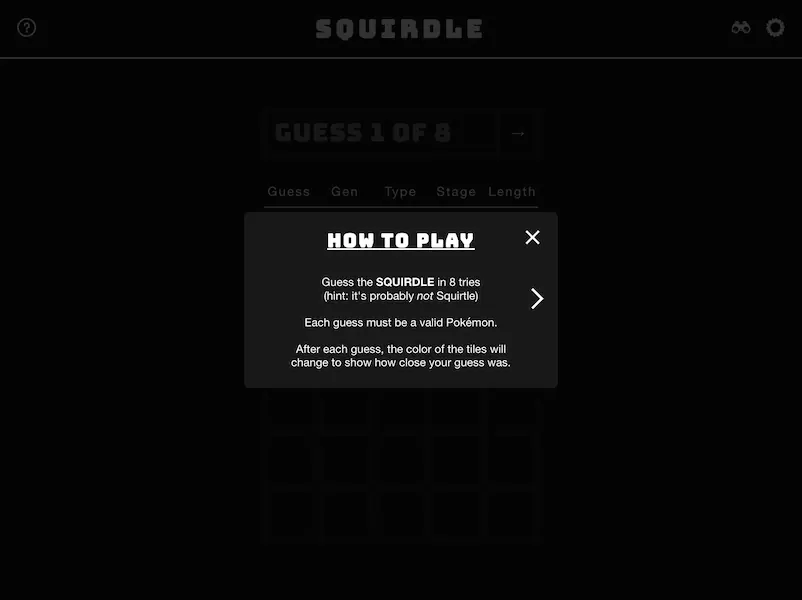 SQUIRDLE
GUESS 1 OF 8 →
Guess Gen Type Stage Length
HOW TO PLAY
Guess the SQUIRDLE in 8 tries
(hint: it's probably not Squirtle)
Each guess must be a valid Pokémon.
After each guess, the color of the tiles will
change to show how close your guess was.